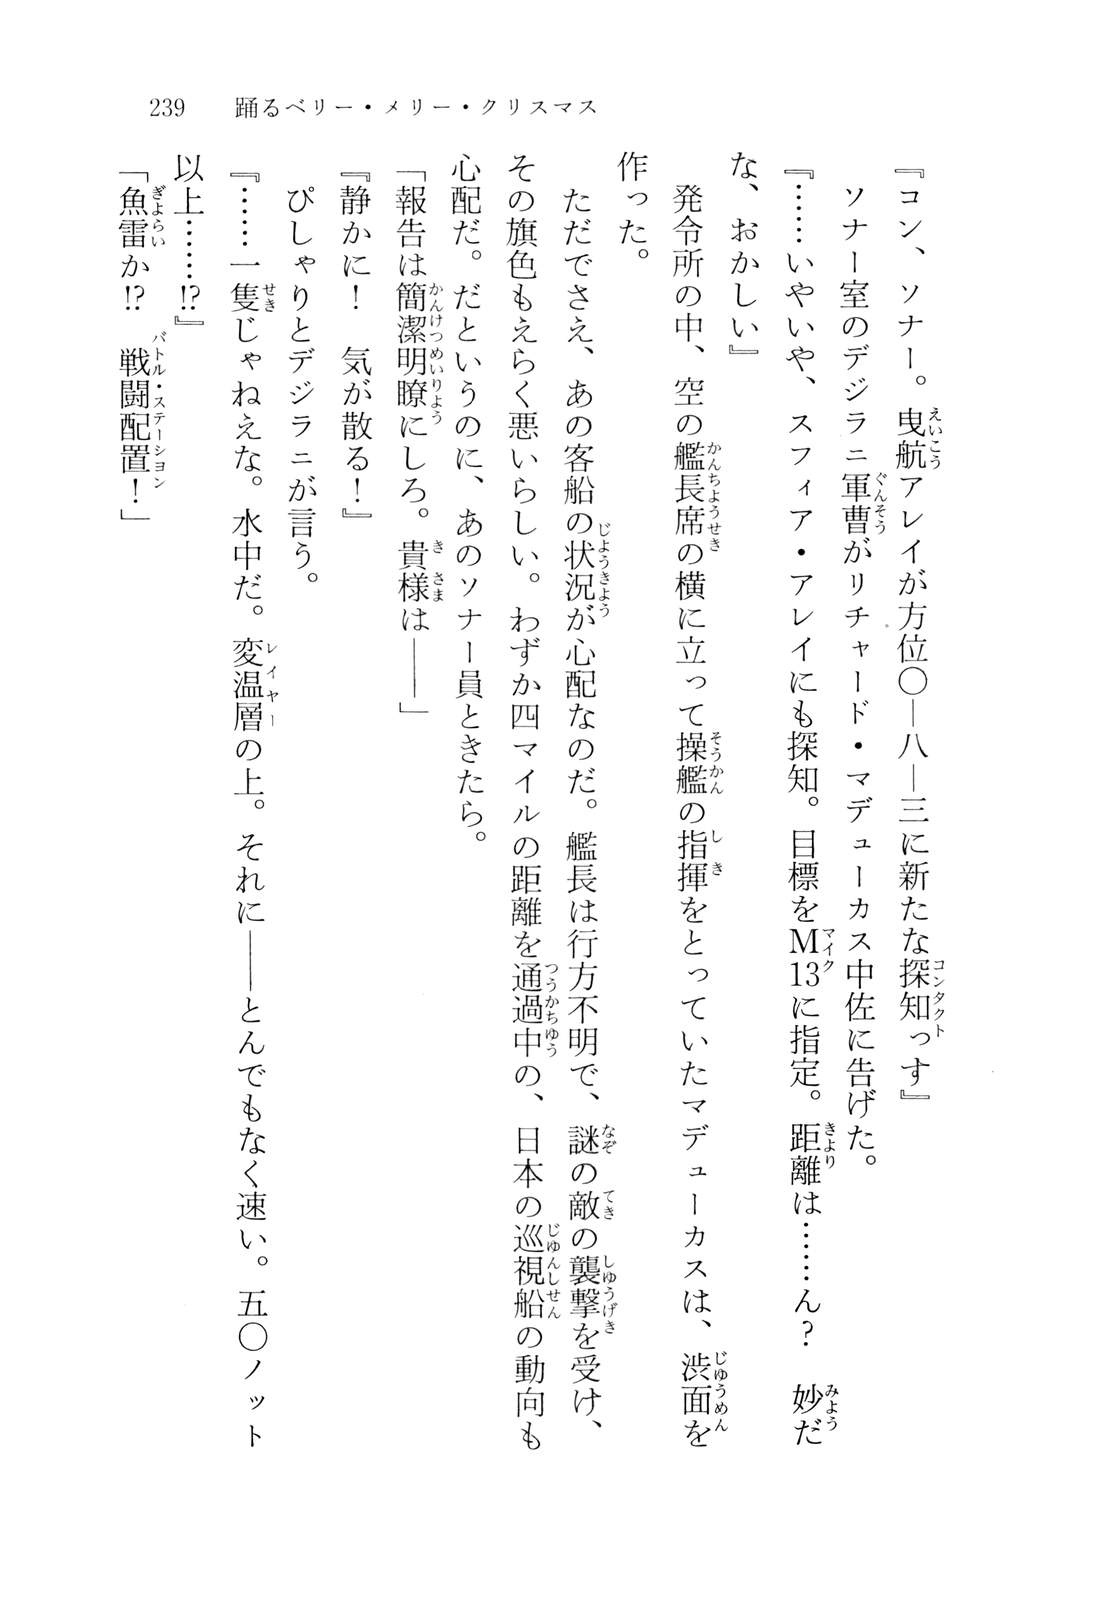 239　踊るベリー・メリー・クリスマス
『コン、ソナー。曳航アレイが方位〇―八―三に新たな探知っす』
ソナー室のデジラニ軍曹がリチャード・マデューカス中佐に告げた。
『……いやいや、スフィア・アレイにも探知。目標をM13に指定。距離は……ん？　妙だ
な、おかしい』
発令所の中、空の艦長席の横に立って操艦の指揮をとっていたマデューカスは、渋面を
作った。
ただでさえ、あの客船の状況が心配なのだ。艦長は行方不明で、謎の敵の襲撃を受け、
その旗色もえらく悪いらしい。わずか四マイルの距離を通過中の、日本の巡視船の動向も
心配だ。だというのに、あのソナー員ときたら。
「報告は簡潔明瞭にしろ。貴様は――」
『静かに！　気が散る！』
ぴしゃりとデジラニが言う。
『……一隻じゃねえな。水中だ。変温層の上。それに――とんでもなく速い。五〇ノット
以上……!?』
「魚雷か!?　戦闘配置！」